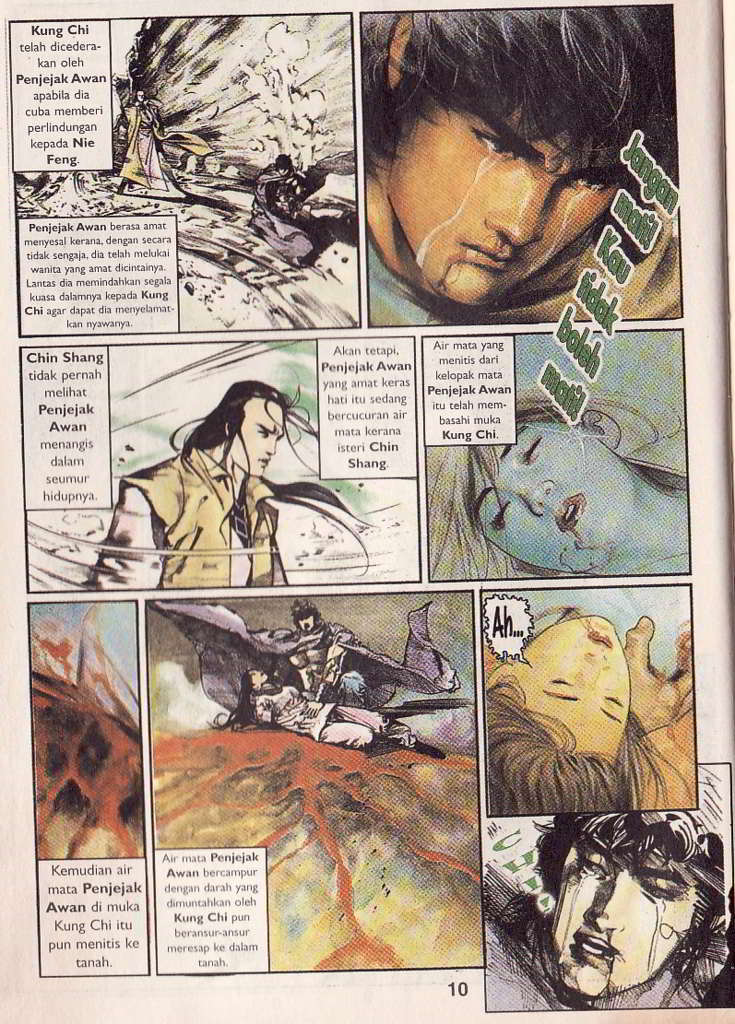 Kung Chi
telah dicedera-
kan oleh
Penjejak Awan
apabila dia
cuba memberi
perlindungan
kepada Nie
Feng.
Penjejak Awan berasa amat
menyesal kerana, dengan secara
tidak sengaja, dia telah melukai
wanita yang amat dicintainya.
Lantas dia memindahkan segala
kuasa dalamnya kepada Kung
Chi agar dapat dia menyelamat-
kan nyawanya.
Jangan
mati!
Kau
tidak
boleh
mati!
Chin Shang
tidak pernah
melihat
Penjejak
Awan
menangis
dalam
seumur
hidupnya.
Akan tetapi,
Penjejak Awan
yang amat keras
hati itu sedang
bercucuran air
mata kerana
isteri Chin
Shang.
Air mata yang
menitis dari
kelopak mata
Penjejak Awan
itu telah mem-
basahi muka
Kung Chi.
Kemudian air
mata Penjejak
Awan di muka
Kung Chi itu
pun menitis ke
tanah.
Air mata Penjejak
Awan bercampur
dengan darah yang
dimuntahkan oleh
Kung Chi pun
beransur-ansur
meresap ke dalam
tanah.
Ah...
10